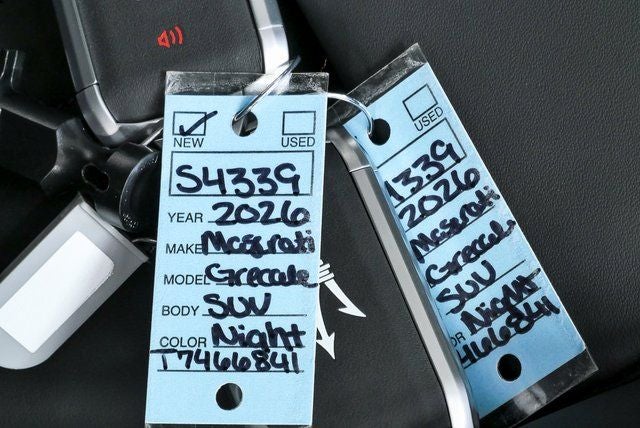 NEW USED
S4339
YEAR 2026
MAKE Maserati
MODEL Grecale
BODY SUV
COLOR Night
T7466841
USED
1339
2026
Maserati
Grecale
SUV
OR Night
466841